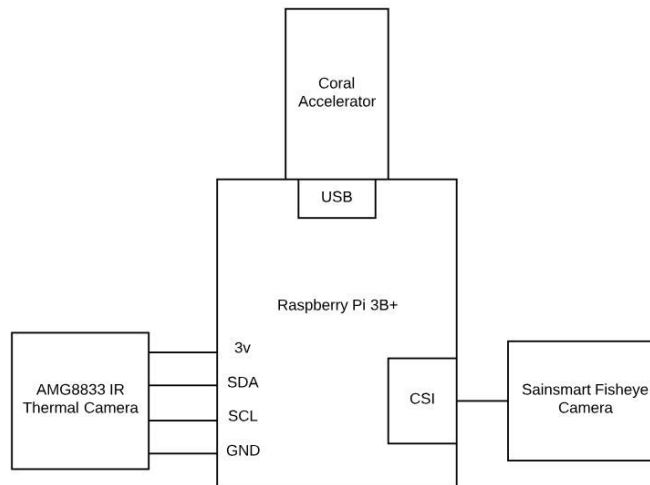 Coral
Accelerator
USB
Raspberry Pi 3B+
3v
SDA
SCL
GND
AMG8833 IR
Thermal Camera
CSI
Sainsmart Fisheye
Camera